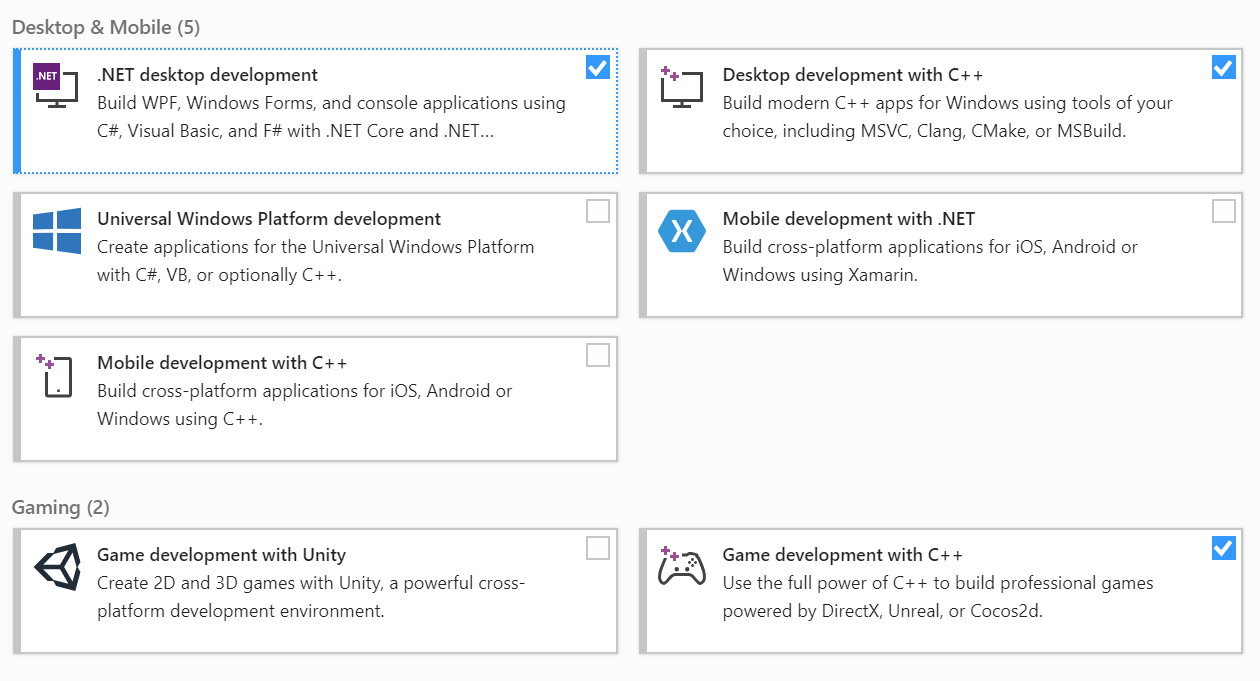 Desktop & Mobile (5)
.NET
.NET desktop development
Build WPF, Windows Forms, and console applications using
C#, Visual Basic, and F# with .NET Core and .NET...
Desktop development with C++
Build modern C++ apps for Windows using tools of your
choice, including MSVC, Clang, CMake, or MSBuild.
Universal Windows Platform development
Create applications for the Universal Windows Platform
with C#, VB, or optionally C++.
Mobile development with .NET
Build cross-platform applications for iOS, Android or
Windows using Xamarin.
Mobile development with C++
Build cross-platform applications for iOS, Android or
Windows using C++.
Gaming (2)
Game development with Unity
Create 2D and 3D games with Unity, a powerful cross-
platform development environment.
Game development with C++
Use the full power of C++ to build professional games
powered by DirectX, Unreal, or Cocos2d.